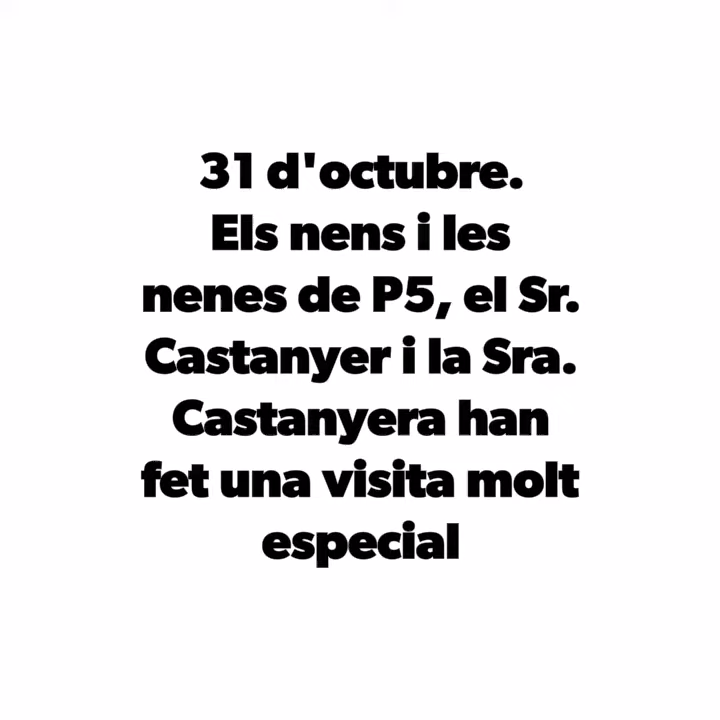 31 d'octubre.
Els nens i les
nenes de P5, el Sr.
Castanyer i la Sra.
Castanyera han
fet una visita molt
especial